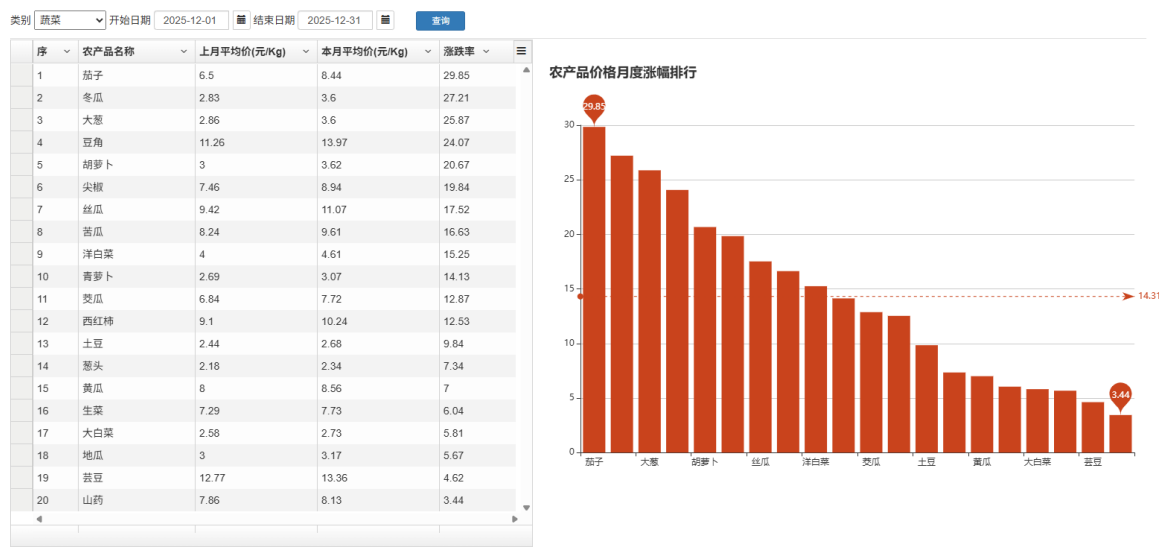 类别 蔬菜 开始日期 2025-12-01 结束日期 2025-12-31 查询
序 农产品名称 上月平均价(元/Kg) 本月平均价(元/Kg) 涨跌率
1 茄子 6.5 8.44 29.85
2 冬瓜 2.83 3.6 27.21
3 大葱 2.86 3.6 25.87
4 豆角 11.26 13.97 24.07
5 胡萝卜 3 3.62 20.67
6 尖椒 7.46 8.94 19.84
7 丝瓜 9.42 11.07 17.52
8 苦瓜 8.24 9.61 16.63
9 洋白菜 4 4.61 15.25
10 青萝卜 2.69 3.07 14.13
11 茭瓜 6.84 7.72 12.87
12 西红柿 9.1 10.24 12.53
13 土豆 2.44 2.68 9.84
14 葱头 2.18 2.34 7.34
15 黄瓜 8 8.56 7
16 生菜 7.29 7.73 6.04
17 大白菜 2.58 2.73 5.81
18 地瓜 3 3.17 5.67
19 芸豆 12.77 13.36 4.62
20 山药 7.86 8.13 3.44
农产品价格月度涨幅排行
29.85
30
25
20
15
14.31
10
5
3.44
0
茄子 大葱 胡萝卜 丝瓜 洋白菜 茭瓜 土豆 黄瓜 大白菜 芸豆